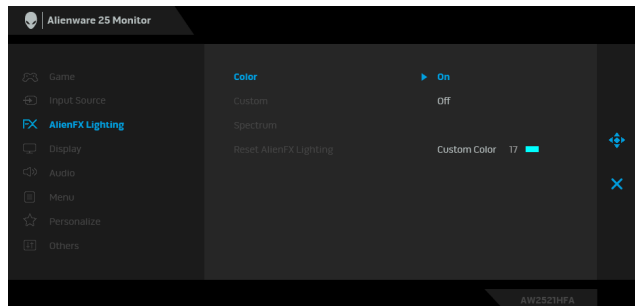 Alienware 25 Monitor
Game
Input Source
FX AlienFX Lighting
Display
Audio
Menu
Personalize
Others
Color On
Custom Off
Spectrum
Reset AlienFX Lighting Custom Color 17
AW2521HFA